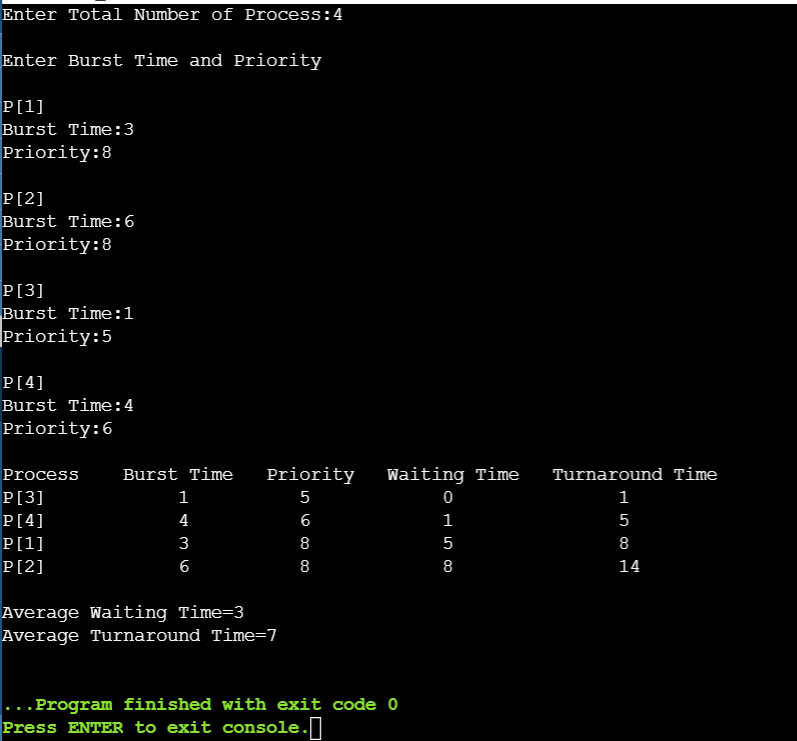 Enter Total Number of Process:4
Enter Burst Time and Priority
P[1]
Burst Time:3
Priority:8
P[2]
Burst Time:6
Priority:8
P[3]
Burst Time:1
Priority:5
P[4]
Burst Time:4
Priority:6
Process Burst Time Priority Waiting Time Turnaround Time
P[3] 1 5 0 1
P[4] 4 6 1 5
P[1] 3 8 5 8
P[2] 6 8 8 14
Average Waiting Time=3
Average Turnaround Time=7
...Program finished with exit code 0
Press ENTER to exit console.